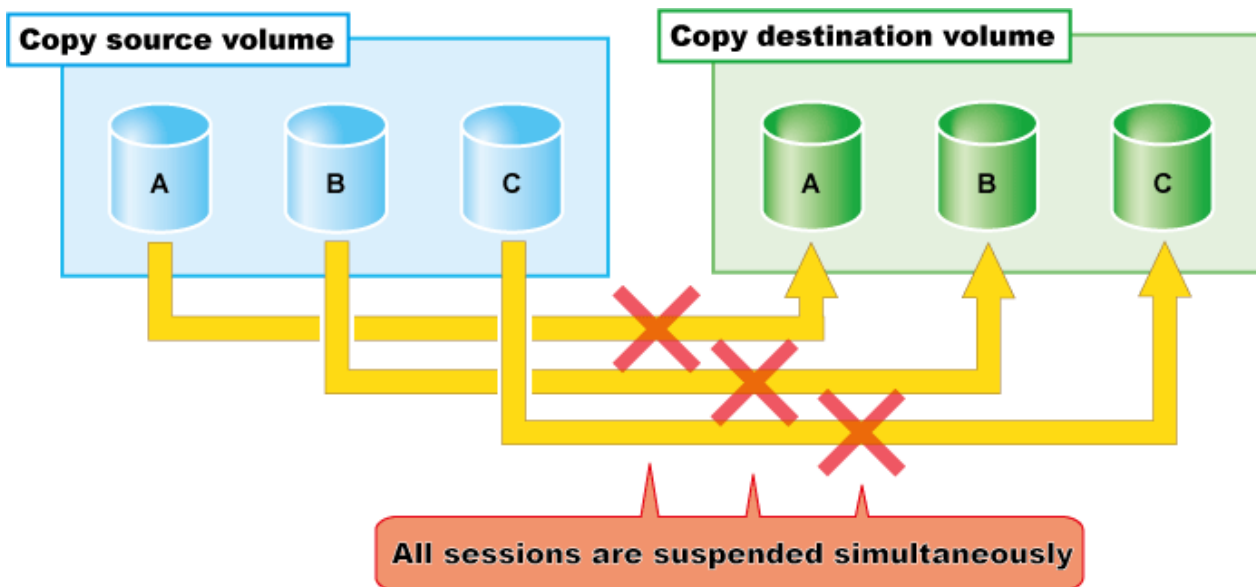 Copy source volume
Copy destination volume
A
B
C
A
B
C
All sessions are suspended simultaneously